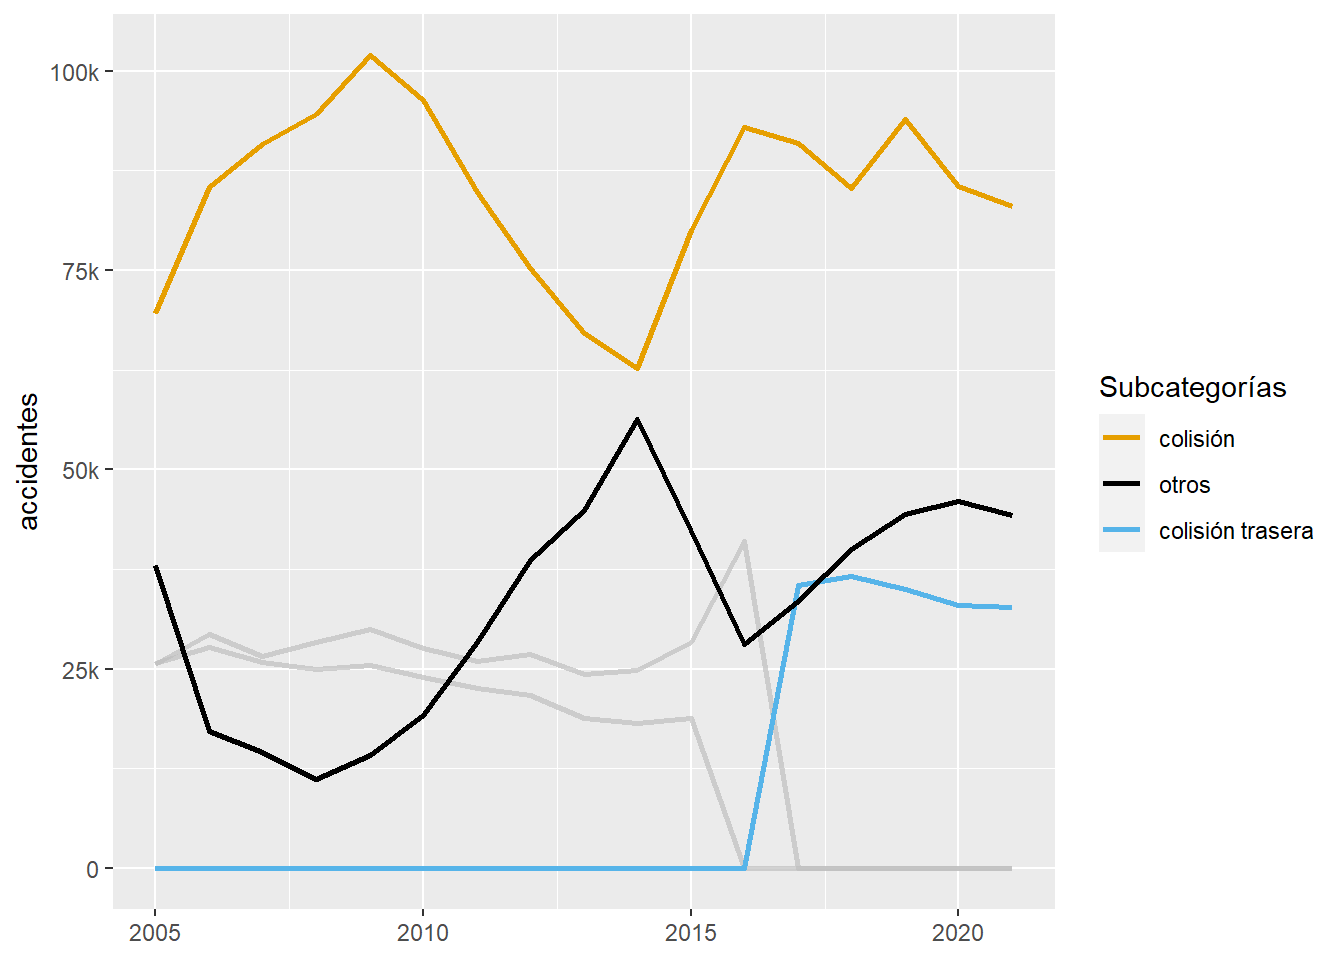 100k
75k
50k
25k
0
accidentes
2005
2010
2015
2020
Subcategorías
colisión
otros
colisión trasera